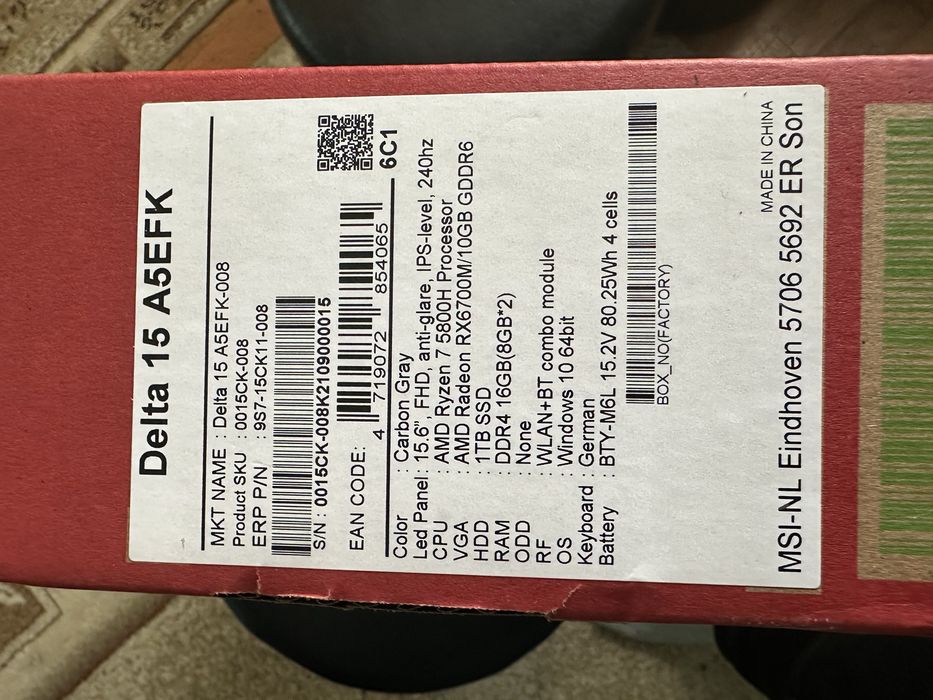 Delta 15 A5EFK
MKT NAME : Delta 15 A5EFK-008
Product SKU : 0015CK-008
ERP P/N : 9S7-15CK11-008
S/N : 0015CK-008K2109000015
EAN CODE:
4 719072 854065
6C1
Color : Carbon Gray
Led Panel : 15.6" FHD, anti-glare, IPS-level, 240hz
CPU : AMD Ryzen 7 5800H Processor
VGA : AMD Radeon RX6700M/10GB GDDR6
HDD : 1TB SSD
RAM : DDR4 16GB(8GB*2)
ODD : None
RF : WLAN+BT combo module
OS : Windows 10 64bit
Keyboard : German
Battery : BTY-M6L 15.2V 80.25Wh 4 cells
BOX_NO(FACTORY)
MADE IN CHINA
MSI-NL Eindhoven 5706 5692 ER Son